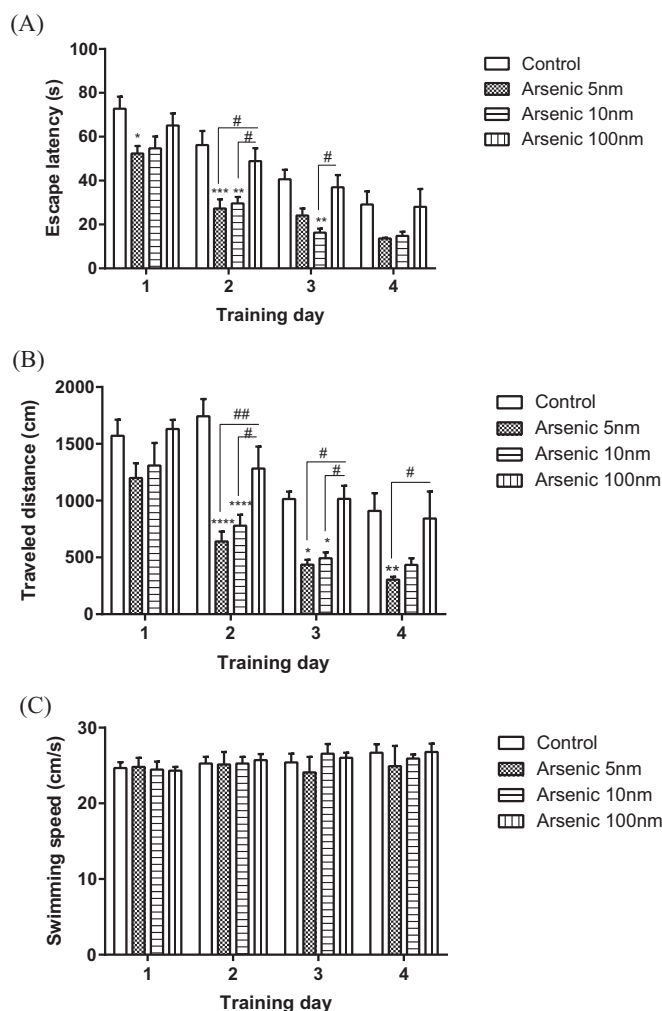 (A)
Escape latency (s)
100
80
60
40
20
0
*
***
**
#
#
**
#
1
2
3
4
Training day
Control
Arsenic 5nm
Arsenic 10nm
Arsenic 100nm
(B)
Traveled distance (cm)
2000
1500
1000
500
0
****
****
##
#
*
*
#
#
**
#
1
2
3
4
Training day
Control
Arsenic 5nm
Arsenic 10nm
Arsenic 100nm
(C)
Swimming speed (cm/s)
30
20
10
0
1
2
3
4
Training day
Control
Arsenic 5nm
Arsenic 10nm
Arsenic 100nm